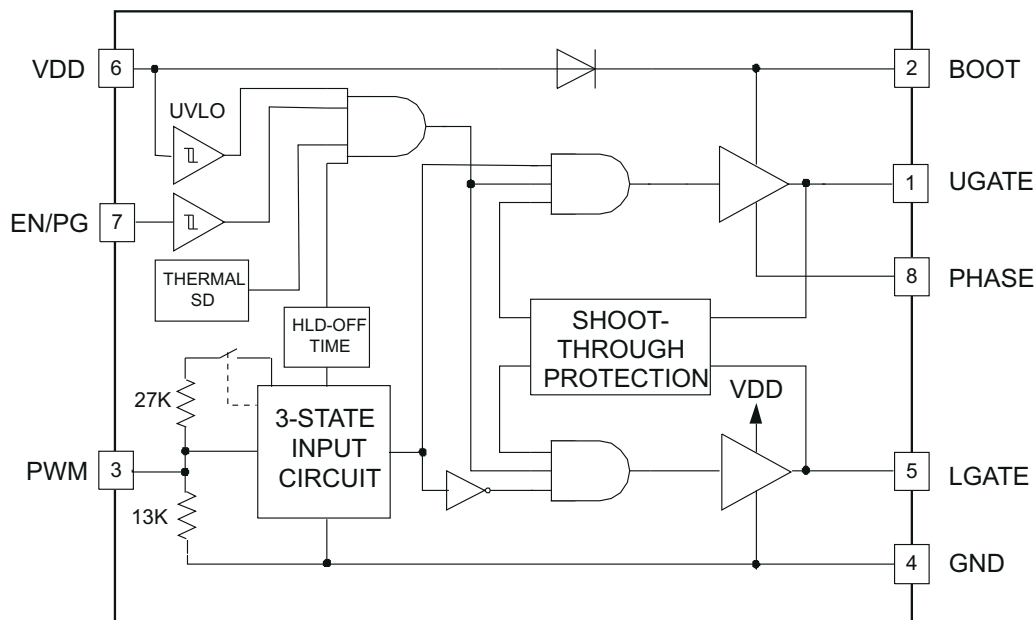 VDD
6
2
BOOT
UVLO
1
UGATE
EN/PG
7
THERMAL
SD
8
PHASE
HLD-OFF
TIME
SHOOT-
THROUGH
PROTECTION
27K
VDD
3-STATE
INPUT
CIRCUIT
PWM
3
5
LGATE
13K
4
GND